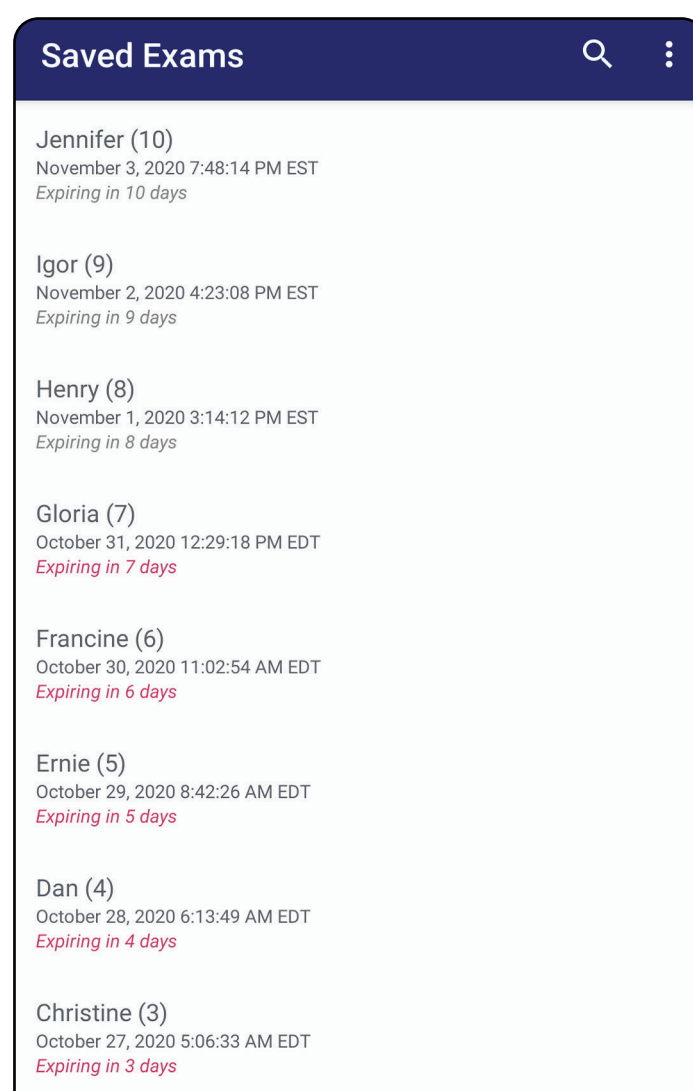 Saved Exams
Jennifer (10)
November 3, 2020 7:48:14 PM EST
Expiring in 10 days
Igor (9)
November 2, 2020 4:23:08 PM EST
Expiring in 9 days
Henry (8)
November 1, 2020 3:14:12 PM EST
Expiring in 8 days
Gloria (7)
October 31, 2020 12:29:18 PM EDT
Expiring in 7 days
Francine (6)
October 30, 2020 11:02:54 AM EDT
Expiring in 6 days
Ernie (5)
October 29, 2020 8:42:26 AM EDT
Expiring in 5 days
Dan (4)
October 28, 2020 6:13:49 AM EDT
Expiring in 4 days
Christine (3)
October 27, 2020 5:06:33 AM EDT
Expiring in 3 days